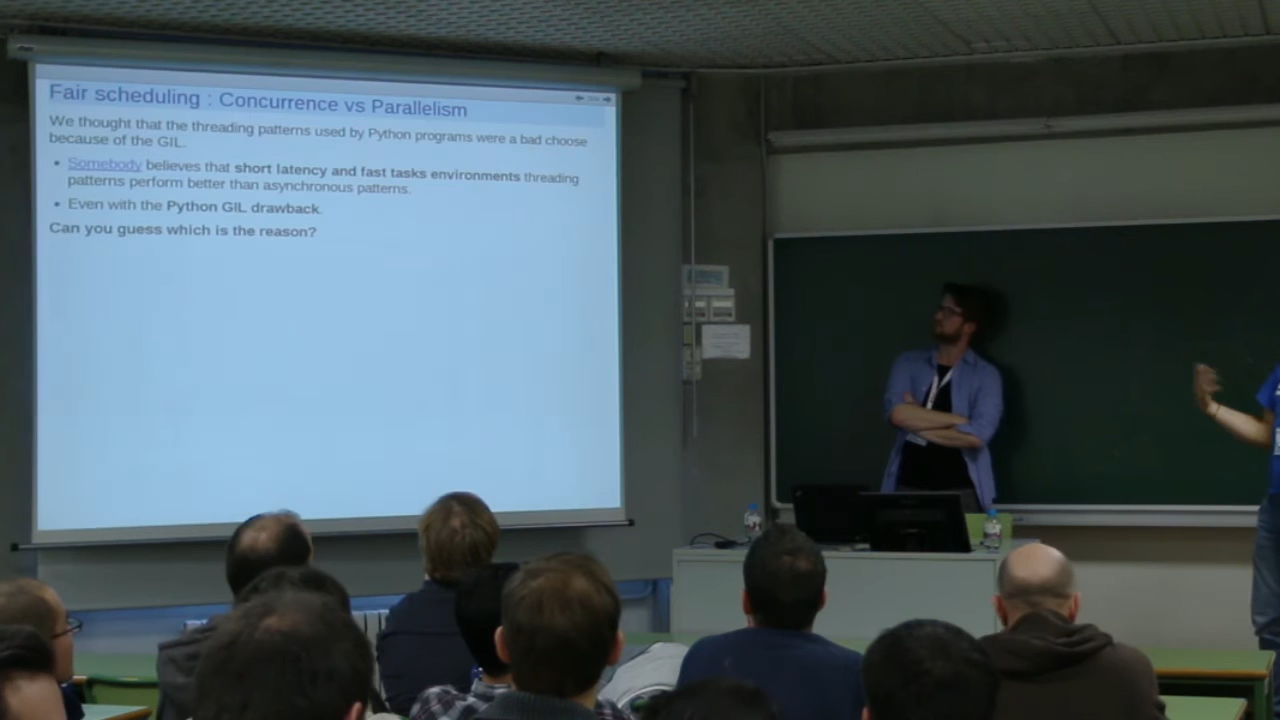 Fair scheduling : Concurrence vs Parallelism
We thought that the threading patterns used by Python programs were a bad choose
because of the GIL.
• Somebody believes that short latency and fast tasks environments threading
patterns perform better than asynchronous patterns.
• Even with the Python GIL drawback.
Can you guess which is the reason?